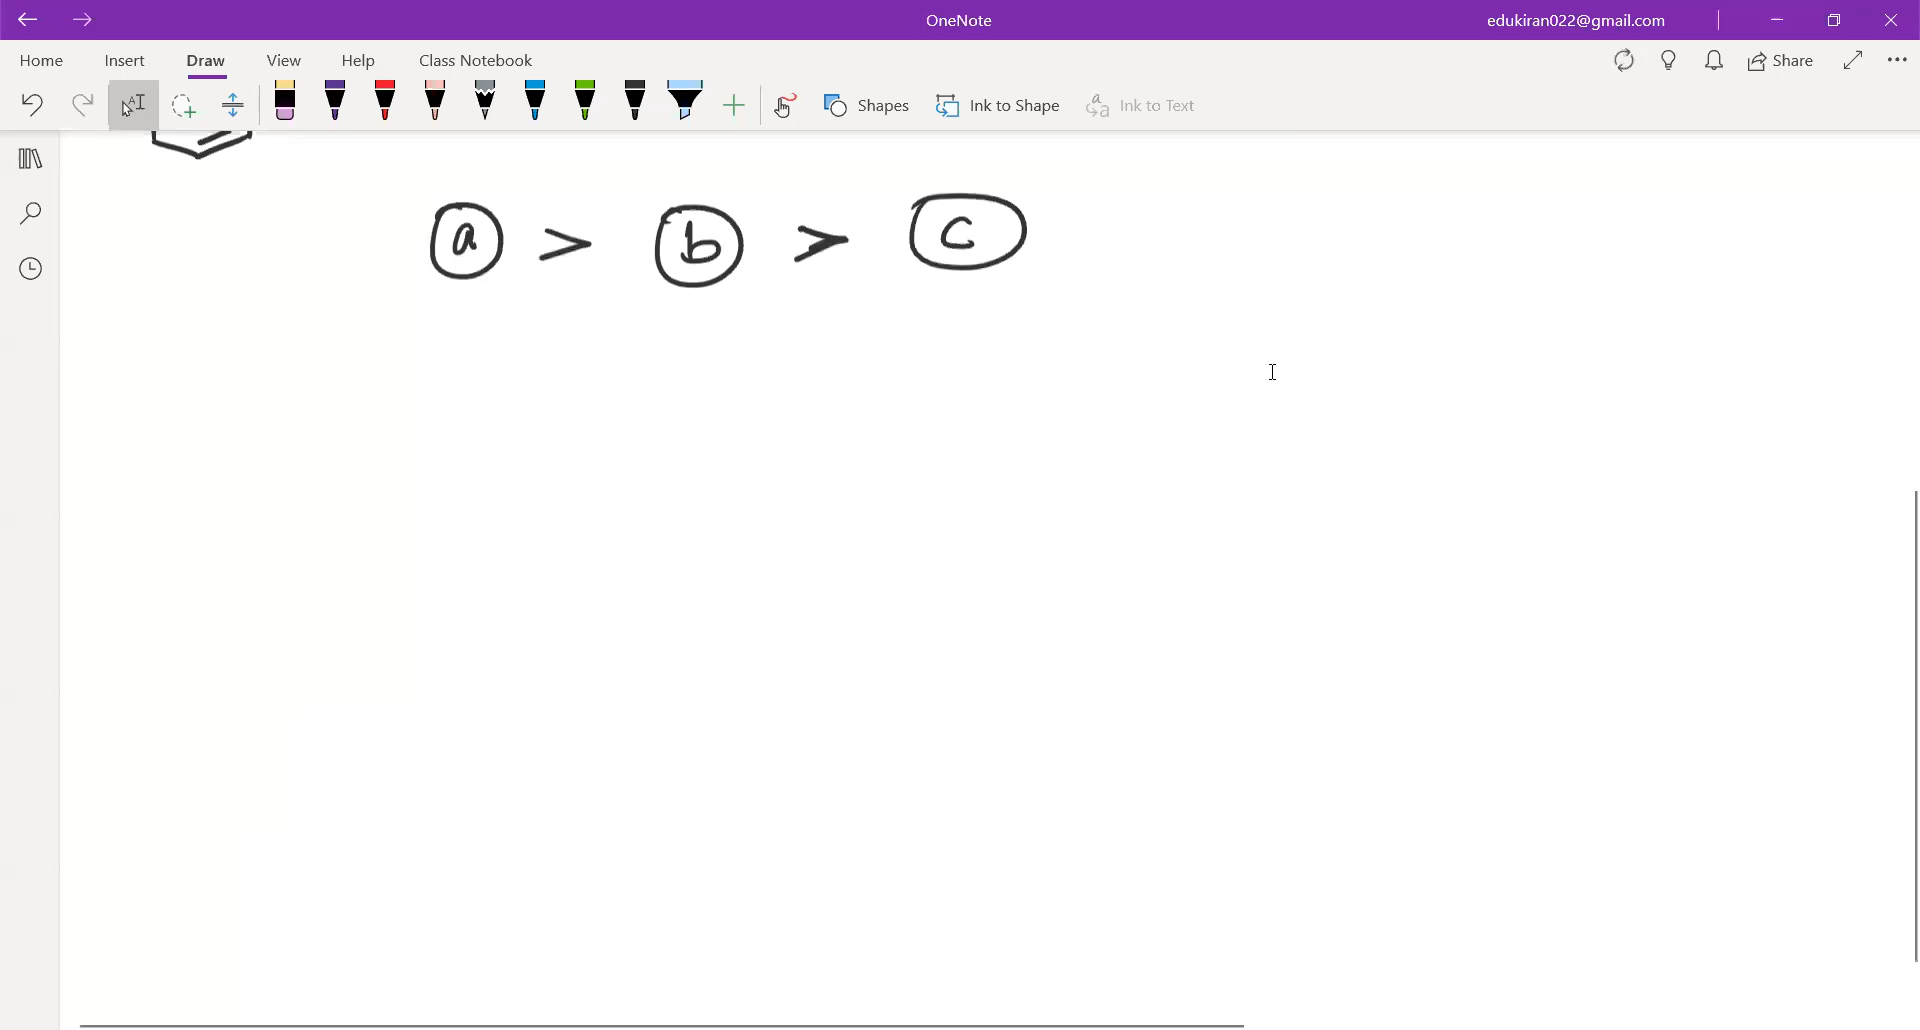 OneNote
edukiran022@gmail.com
Home Insert Draw View Help Class Notebook Share
Shapes Ink to Shape Ink to Text
a > b > c